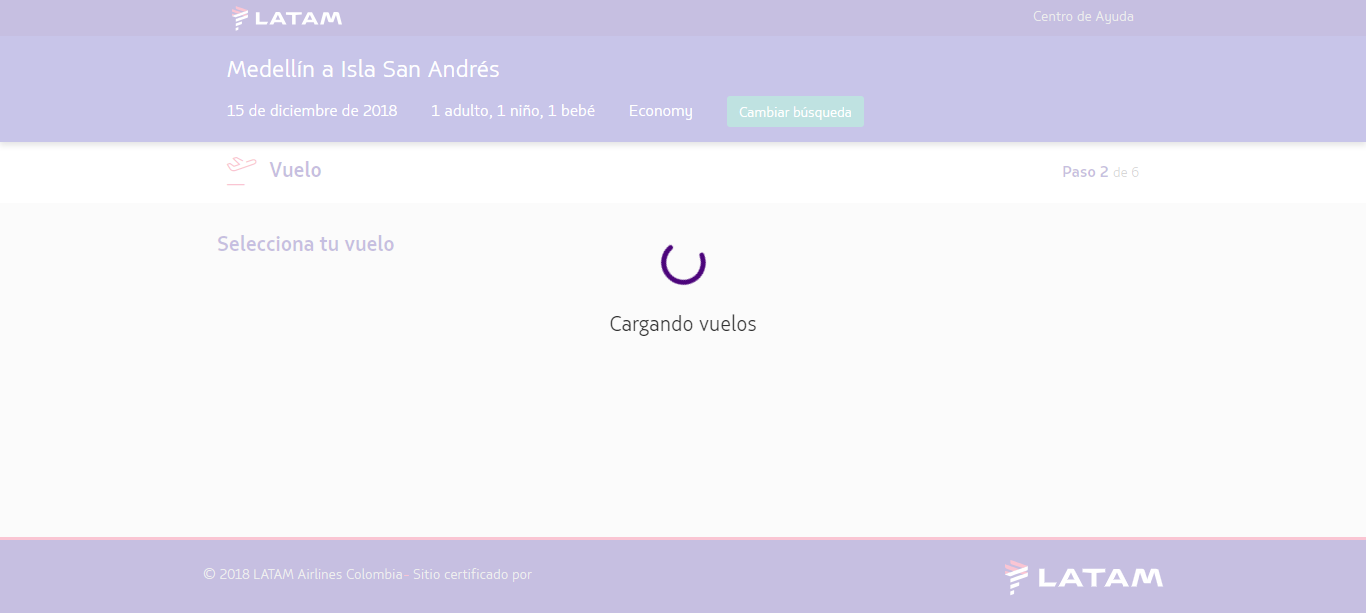 LATAM
Centro de Ayuda
Medellín a Isla San Andrés
15 de diciembre de 2018 1 adulto, 1 niño, 1 bebé Economy Cambiar búsqueda
Vuelo
Paso 2 de 6
Selecciona tu vuelo
Cargando vuelos
© 2018 LATAM Airlines Colombia - Sitio certificado por
LATAM